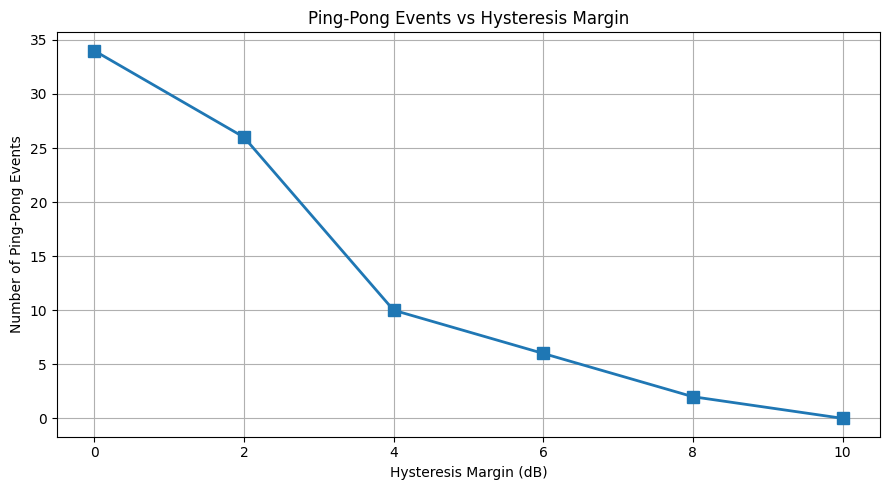 Ping-Pong Events vs Hysteresis Margin
Number of Ping-Pong Events
35
30
25
20
15
10
5
0
0 2 4 6 8 10
Hysteresis Margin (dB)